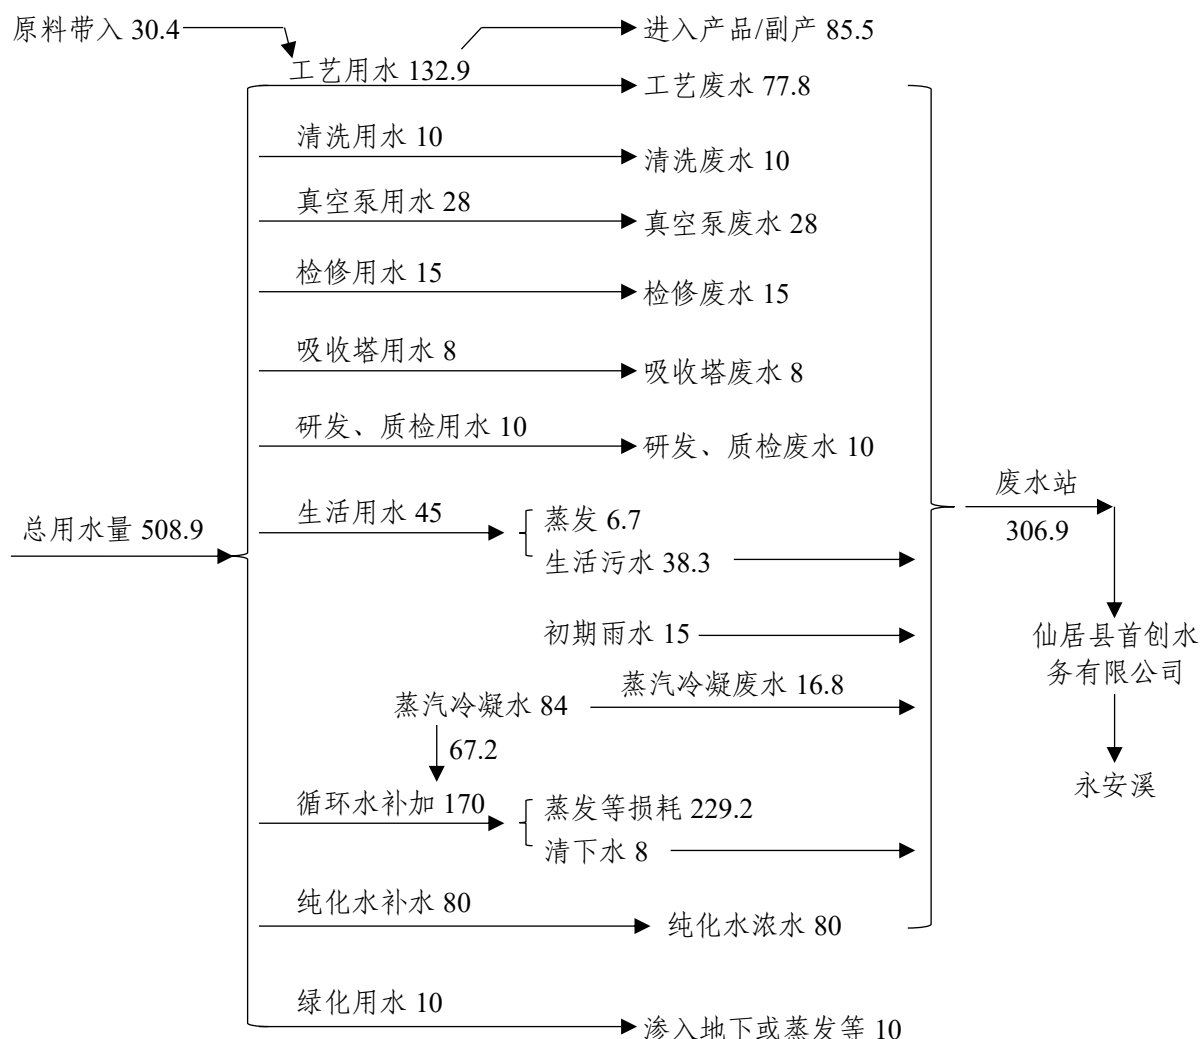 原料带入 30.4
进入产品/副产 85.5
工艺用水 132.9
工艺废水 77.8
清洗用水 10
清洗废水 10
真空泵用水 28
真空泵废水 28
检修用水 15
检修废水 15
吸收塔用水 8
吸收塔废水 8
研发、质检用水 10
研发、质检废水 10
总用水量 508.9
生活用水 45
蒸发 6.7
生活污水 38.3
初期雨水 15
蒸汽冷凝水 84
蒸汽冷凝废水 16.8
67.2
循环水补加 170
蒸发等损耗 229.2
清下水 8
纯化水补水 80
纯化水浓水 80
绿化用水 10
渗入地下或蒸发等 10
废水站
306.9
仙居县首创水
务有限公司
永安溪